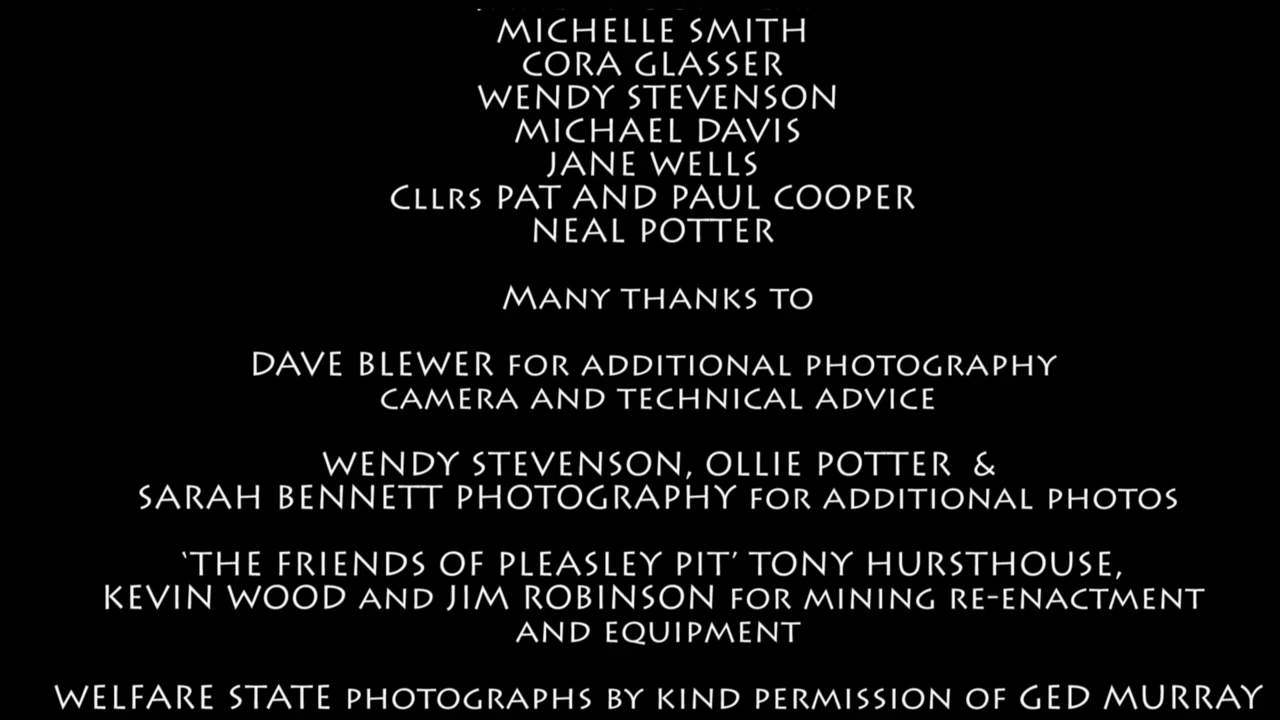 MICHELLE SMITH
CORA GLASSER
WENDY STEVENSON
MICHAEL DAVIS
JANE WELLS
CLLRS PAT AND PAUL COOPER
NEAL POTTER
MANY THANKS TO
DAVE BLEWER FOR ADDITIONAL PHOTOGRAPHY
CAMERA AND TECHNICAL ADVICE
WENDY STEVENSON, OLLIE POTTER &
SARAH BENNETT PHOTOGRAPHY FOR ADDITIONAL PHOTOS
‘THE FRIENDS OF PLEASLEY PIT’ TONY HURSTHOUSE,
KEVIN WOOD AND JIM ROBINSON FOR MINING RE-ENACTMENT
AND EQUIPMENT
WELFARE STATE PHOTOGRAPHS BY KIND PERMISSION OF GED MURRAY